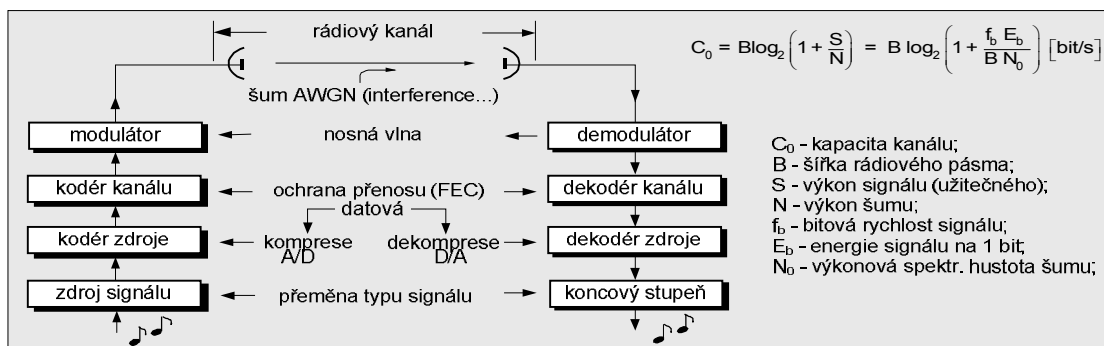 rádiový kanál
C₀ = Blog₂(1 + S/N) = B log₂(1 + f_b E_b / B N₀) [bit/s]
šum AWGN (interference...)
modulátor
nosná vlna
demodulátor
kodér kanálu
ochrana přenosu (FEC)
dekodér kanálu
datová
kodér zdroje
komprese
A/D
dekomprese
D/A
dekodér zdroje
zdroj signálu
přeměna typu signálu
koncový stupeň
C₀ - kapacita kanálu;
B - šířka rádiového pásma;
S - výkon signálu (užitečného);
N - výkon šumu;
f_b - bitová rychlost signálu;
E_b - energie signálu na 1 bit;
N₀ - výkonová spektr. hustota šumu;